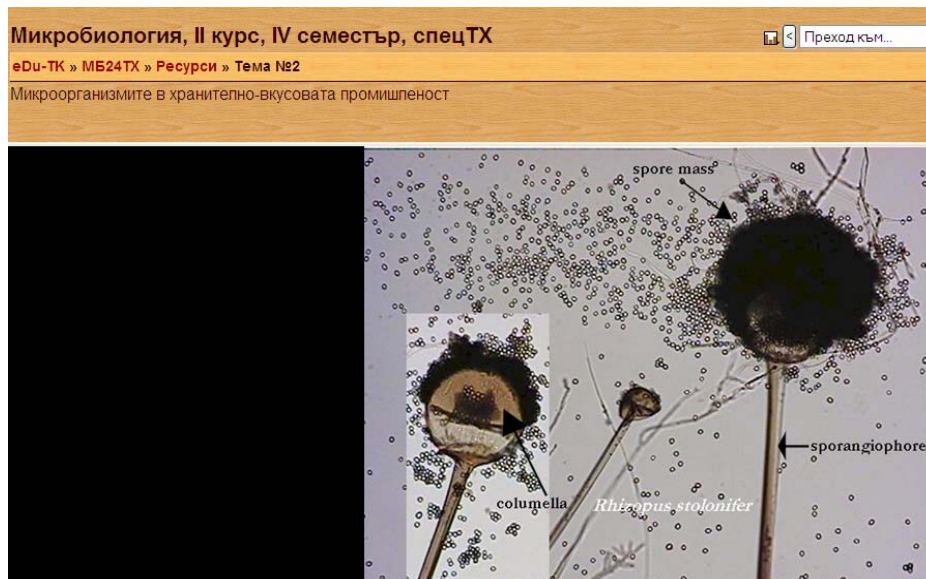 Микробиология, II курс, IV семестър, спецТХ
< Преход към...
eDu-ТК » МБ24ТХ » Ресурси » Тема №2
Микроорганизмите в хранително-вкусовата промишленост
spore mass
sporangiophore
columella
Rhizopus stolonifer